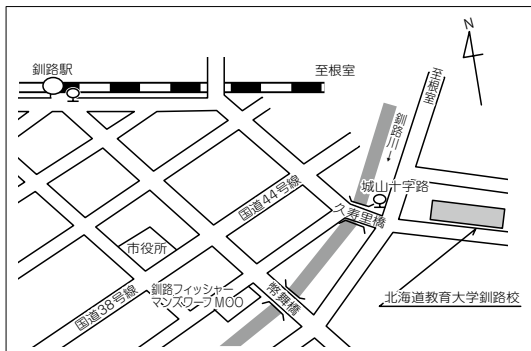 N
釧路駅
至根室
至根室
釧路川→
城山十字路
国道44号線
久寿里橋
市役所
釧路フィッシャー
マンズワーフMOO
幣舞橋
国道38号線
北海道教育大学釧路校